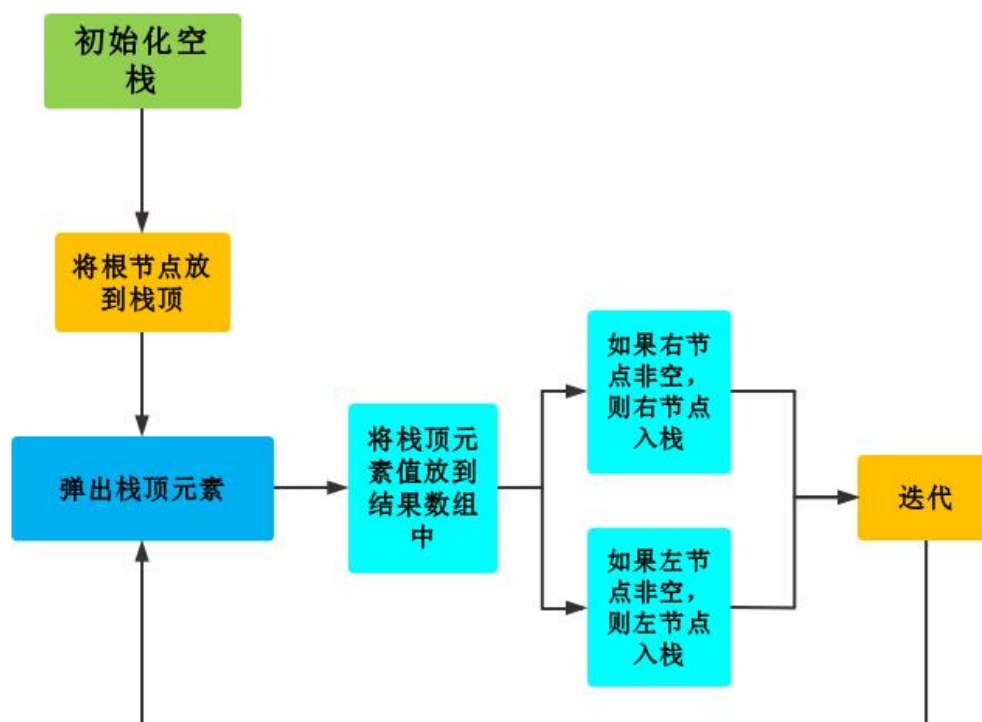 初始化空
栈
将根节点放
到栈顶
弹出栈顶元素
将栈顶元
素值放到
结果数组
中
如果右节
点非空，
则右节点
入栈
如果左节
点非空，
则左节点
入栈
迭代